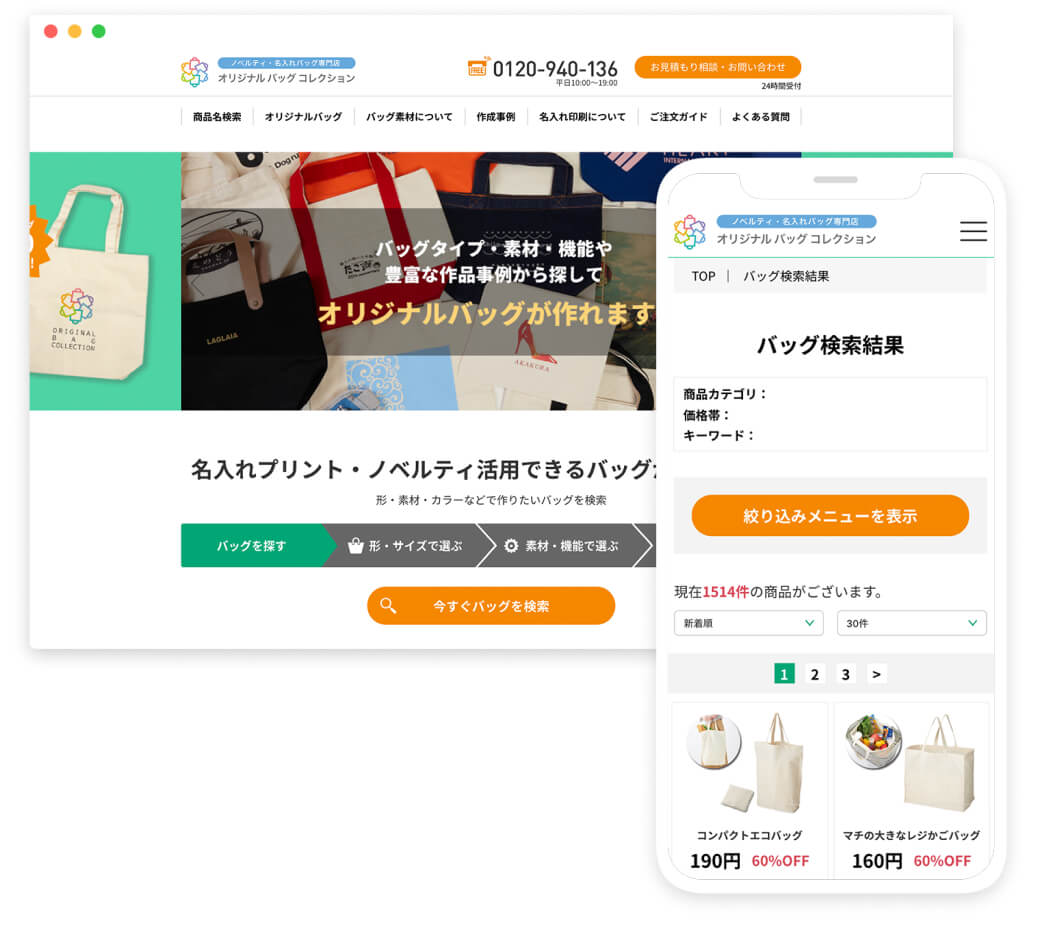 ノベルティ・名入れバッグ専門店
オリジナル バッグ コレクション
FREE
0120-940-136
平日10:00〜19:00
お見積もり相談・お問い合わせ
24時間受付
商品名検索
オリジナルバッグ
バッグ素材について
作成事例
名入れ印刷について
ご注文ガイド
よくある質問
ORIGINAL
BAG
COLLECTION
Dog ru
HEART
INTERNA
LAGLAIA
AKAKURA
バッグタイプ・素材・機能や
豊富な作品事例から探して
オリジナルバッグが作れます
名入れプリント・ノベルティ活用できるバッグ
形・素材・カラーなどで作りたいバッグを検索
バッグを探す
形・サイズで選ぶ
素材・機能で選ぶ
今すぐバッグを検索
ノベルティ・名入れバッグ専門店
オリジナル バッグ コレクション
TOP | バッグ検索結果
バッグ検索結果
商品カテゴリ：
価格帯：
キーワード：
絞り込みメニューを表示
現在1514件の商品がございます。
新着順
30件
1 2 3 >
コンパクトエコバッグ
190円 60%OFF
マチの大きなレジかごバッグ
160円 60%OFF